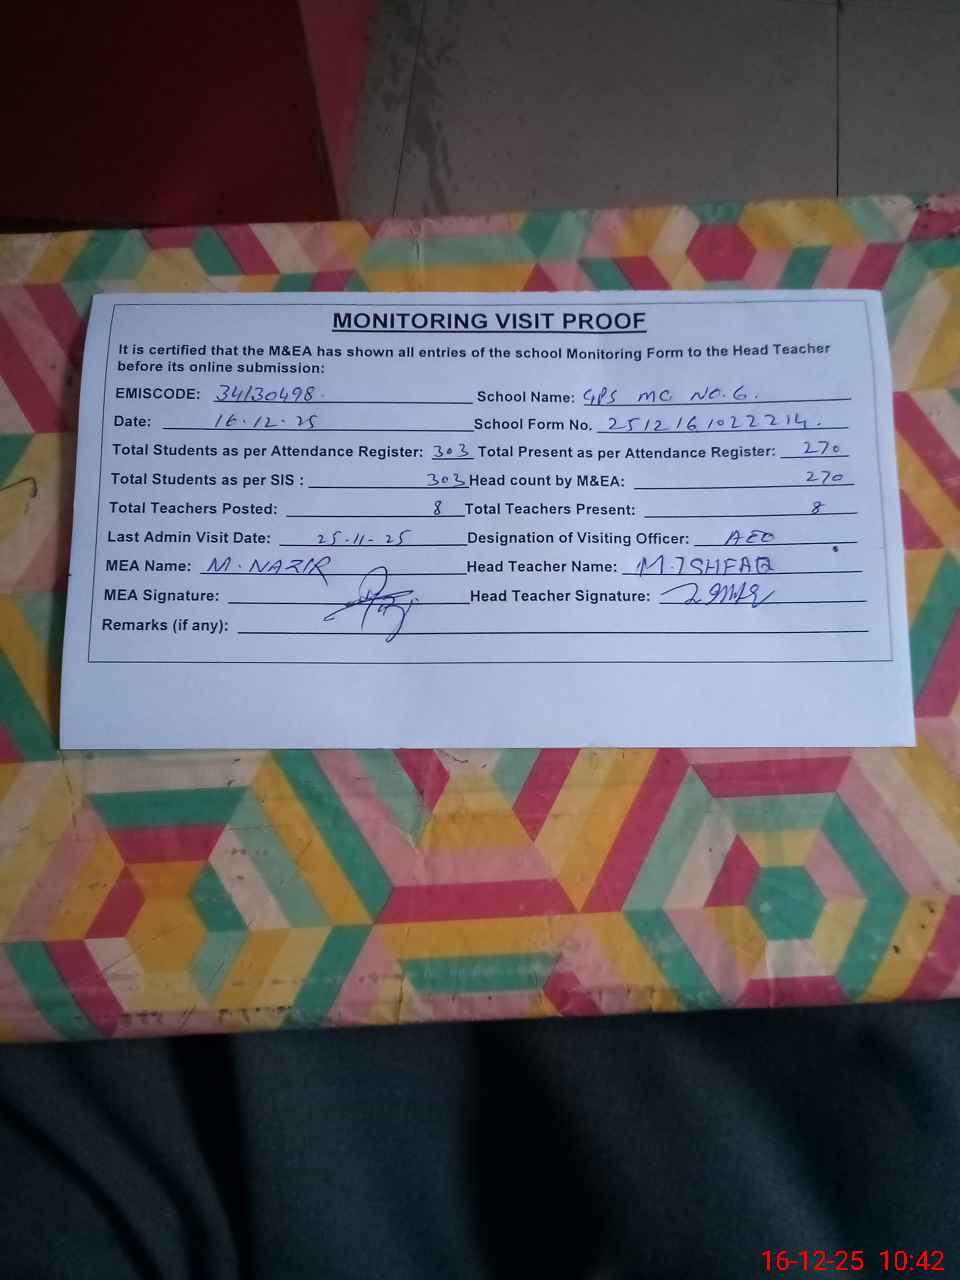 MONITORING VISIT PROOF
It is certified that the M&EA has shown all entries of the school Monitoring Form to the Head Teacher
before its online submission:
EMISCODE: 34130498. School Name: GPS MC NO. 6.
Date: 16.12.25 School Form No. 2512161022214.
Total Students as per Attendance Register: 303 Total Present as per Attendance Register: 270
Total Students as per SIS : 303 Head count by M&EA: 270
Total Teachers Posted: 8 Total Teachers Present: 8
Last Admin Visit Date: 25-11-25 Designation of Visiting Officer: AEO
MEA Name: M. NAZIR Head Teacher Name: M. ISHFAQ
MEA Signature: Head Teacher Signature:
Remarks (if any):
16-12-25 10:42